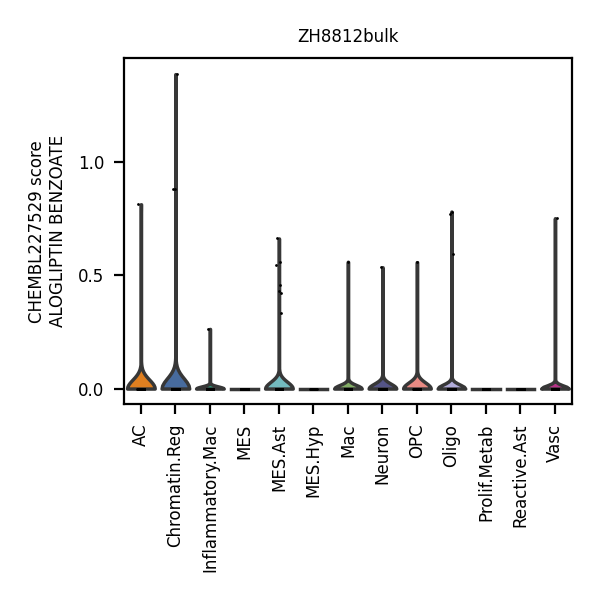 ZH8812bulk
CHEMBL227529 score
ALOGLIPTIN BENZOATE
1.0
0.5
0.0
AC
Chromatin.Reg
Inflammatory.Mac
MES
MES.Ast
MES.Hyp
Mac
Neuron
OPC
Oligo
Prolif.Metab
Reactive.Ast
Vasc